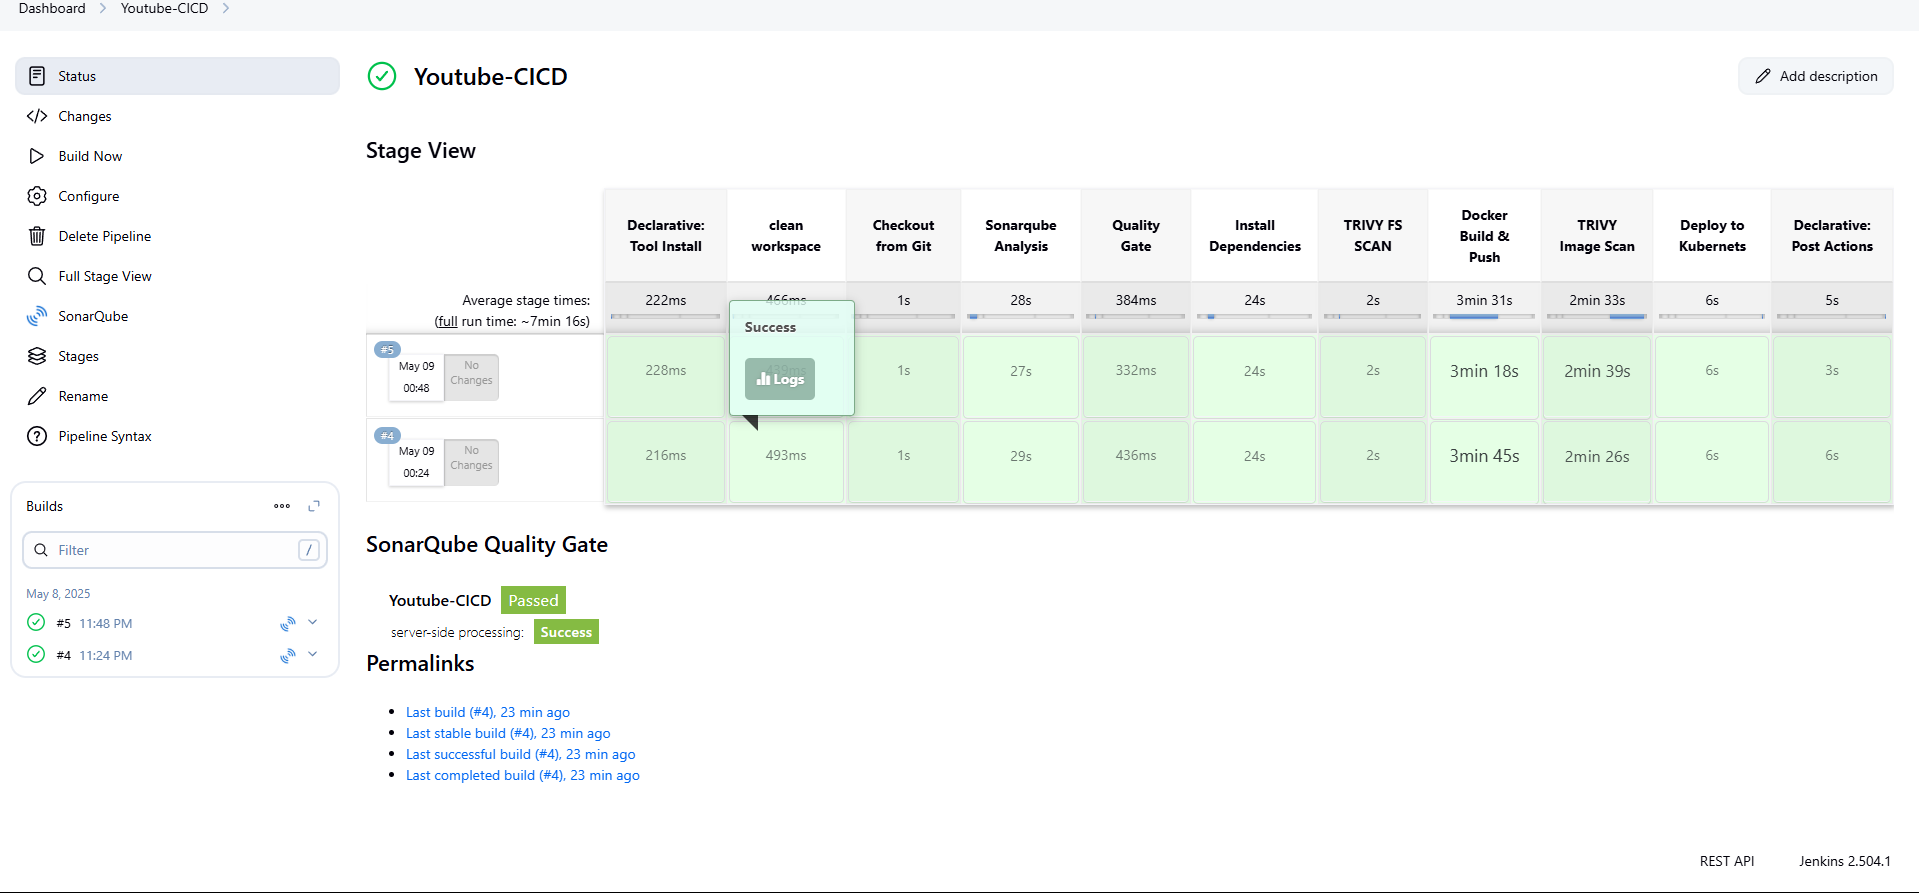 Dashboard > Youtube-CICD >
Status
Changes
Build Now
Configure
Delete Pipeline
Full Stage View
SonarQube
Stages
Rename
Pipeline Syntax
Builds
Filter /
May 8, 2025
#5 11:48 PM
#4 11:24 PM
Youtube-CICD
Add description
Stage View
Declarative:
Tool Install
clean
workspace
Checkout
from Git
Sonarqube
Analysis
Quality
Gate
Install
Dependencies
TRIVY FS
SCAN
Docker
Build &
Push
TRIVY
Image Scan
Deploy to
Kubernets
Declarative:
Post Actions
Average stage times:
(full run time: ~7min 16s)
222ms 466ms 1s 28s 384ms 24s 2s 3min 31s 2min 33s 6s 5s
Success
Logs
#5
May 09
00:48
No
Changes
228ms 439ms 1s 27s 332ms 24s 2s 3min 18s 2min 39s 6s 3s
#4
May 09
00:24
No
Changes
216ms 493ms 1s 29s 436ms 24s 2s 3min 45s 2min 26s 6s 6s
SonarQube Quality Gate
Youtube-CICD Passed
server-side processing: Success
Permalinks
Last build (#4), 23 min ago
Last stable build (#4), 23 min ago
Last successful build (#4), 23 min ago
Last completed build (#4), 23 min ago
REST API Jenkins 2.504.1